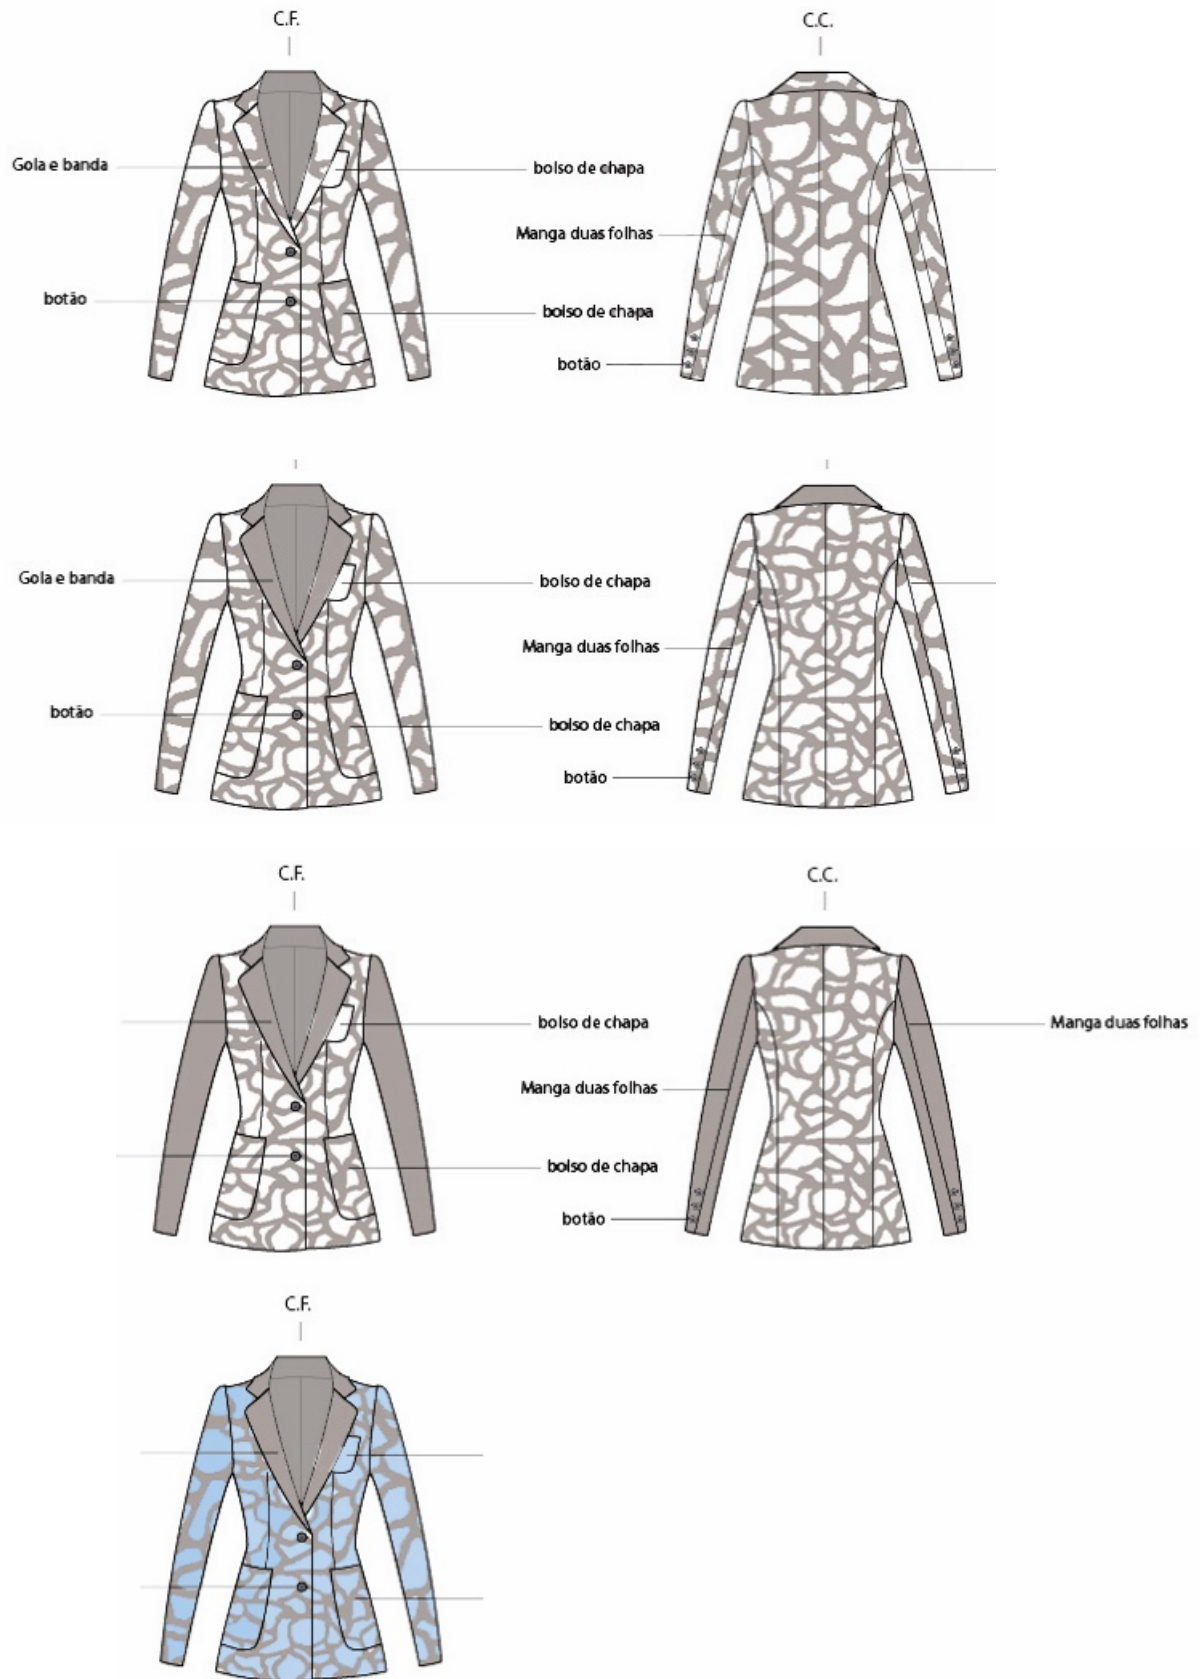 C.F.
C.C.
Gola e banda
bolso de chapa
Manga duas folhas
botão
bolso de chapa
botão
Gola e banda
bolso de chapa
Manga duas folhas
botão
bolso de chapa
botão
C.F.
C.C.
bolso de chapa
Manga duas folhas
Manga duas folhas
bolso de chapa
botão
C.F.